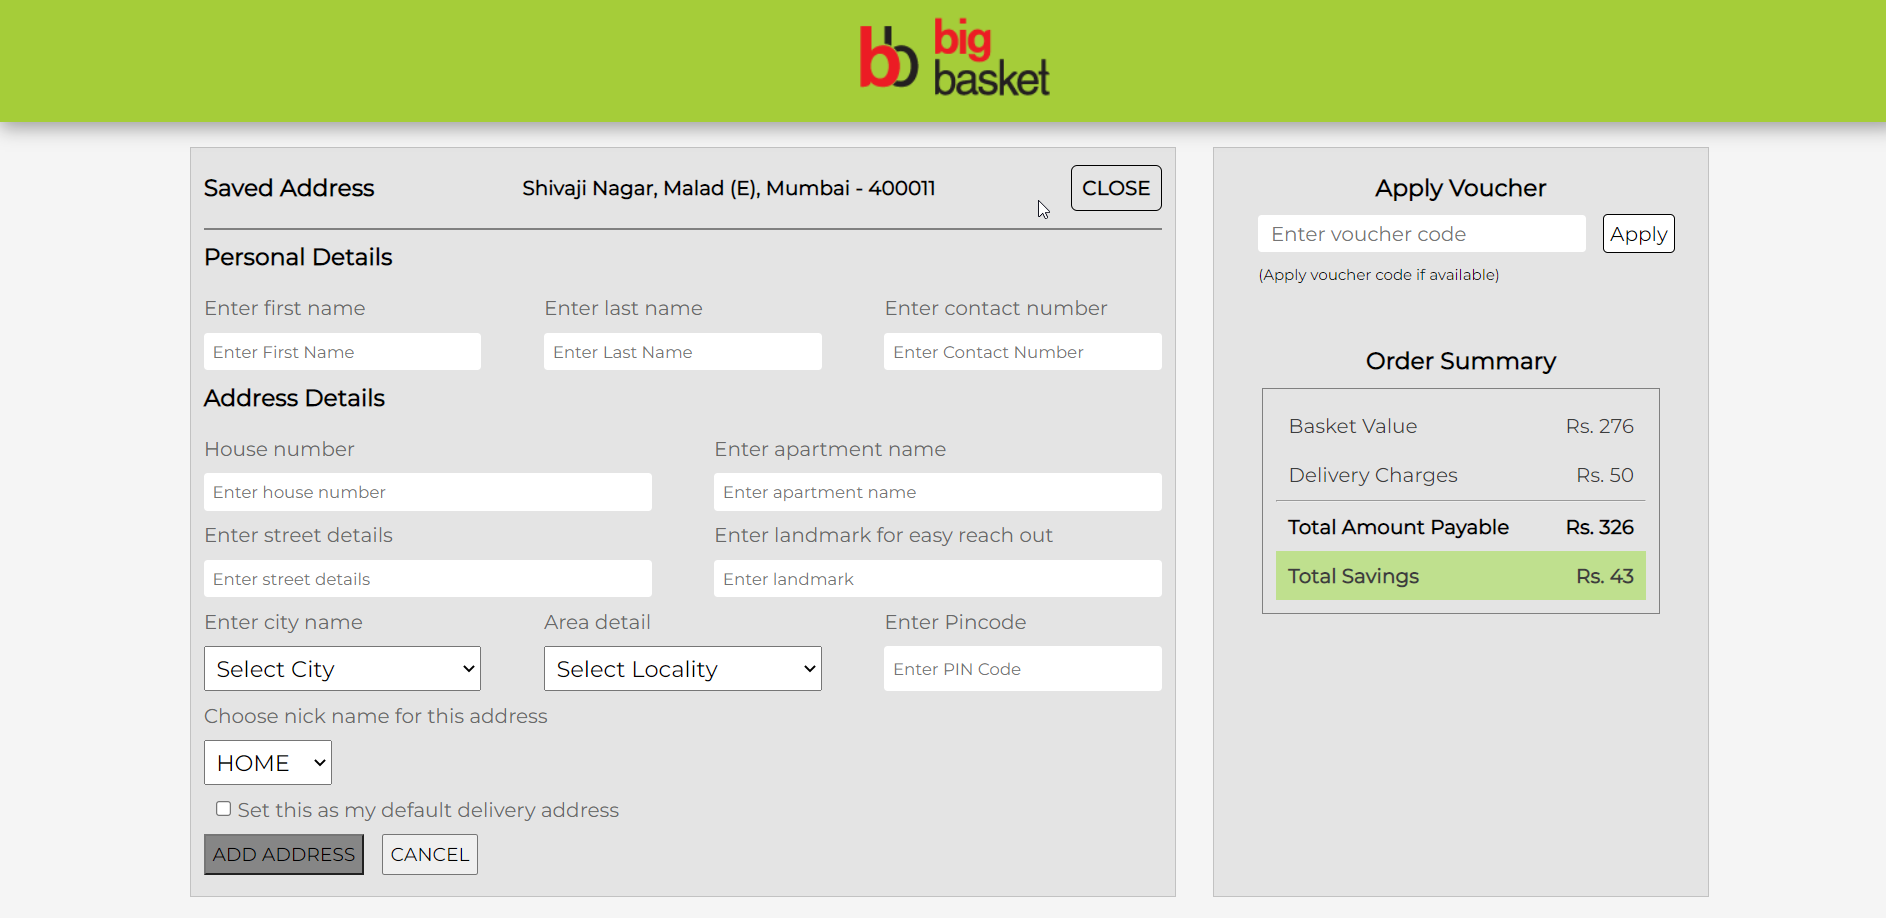 bb big
basket
Saved Address Shivaji Nagar, Malad (E), Mumbai - 400011 CLOSE
Personal Details
Enter first name Enter last name Enter contact number
Enter First Name Enter Last Name Enter Contact Number
Address Details
House number Enter apartment name
Enter house number Enter apartment name
Enter street details Enter landmark for easy reach out
Enter street details Enter landmark
Enter city name Area detail Enter Pincode
Select City Select Locality Enter PIN Code
Choose nick name for this address
HOME
Set this as my default delivery address
ADD ADDRESS CANCEL
Apply Voucher
Enter voucher code Apply
(Apply voucher code if available)
Order Summary
Basket Value Rs. 276
Delivery Charges Rs. 50
Total Amount Payable Rs. 326
Total Savings Rs. 43